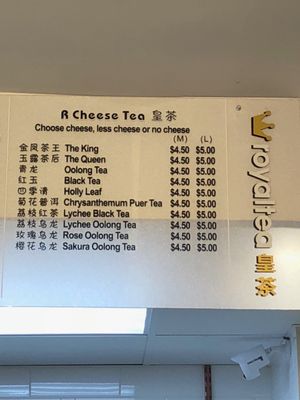 R Cheese Tea 皇茶
Choose cheese, less cheese or no cheese
(M) (L)
金凤茶王 The King $4.50 $5.00
玉露茶后 The Queen $4.50 $5.00
青龙 Oolong Tea $4.50 $5.00
红玉 Black Tea $4.50 $5.00
四季清 Holly Leaf $4.50 $5.00
菊花普洱 Chrysanthemum Puer Tea $4.50 $5.00
荔枝红茶 Lychee Black Tea $4.50 $5.00
荔枝乌龙 Lychee Oolong Tea $4.50 $5.00
玫瑰乌龙 Rose Oolong Tea $4.50 $5.00
樱花乌龙 Sakura Oolong Tea $4.50 $5.00
royaltea 皇茶